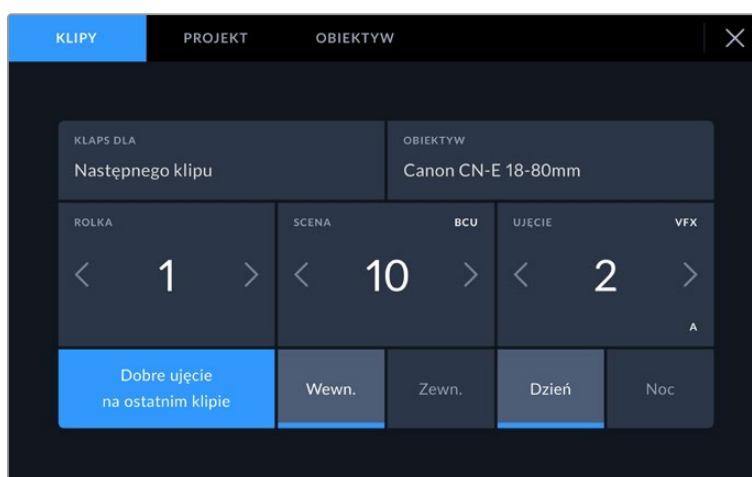 KLIPY PROJEKT OBIEKTYW
KLAPS DLA OBIEKTYW
Następnego klipu Canon CN-E 18-80mm
ROLKA SCENA BCU UJĘCIE VFX
1 10 2
A
Dobre ujęcie
na ostatnim klipie
Wewn. Zewn. Dzień Noc